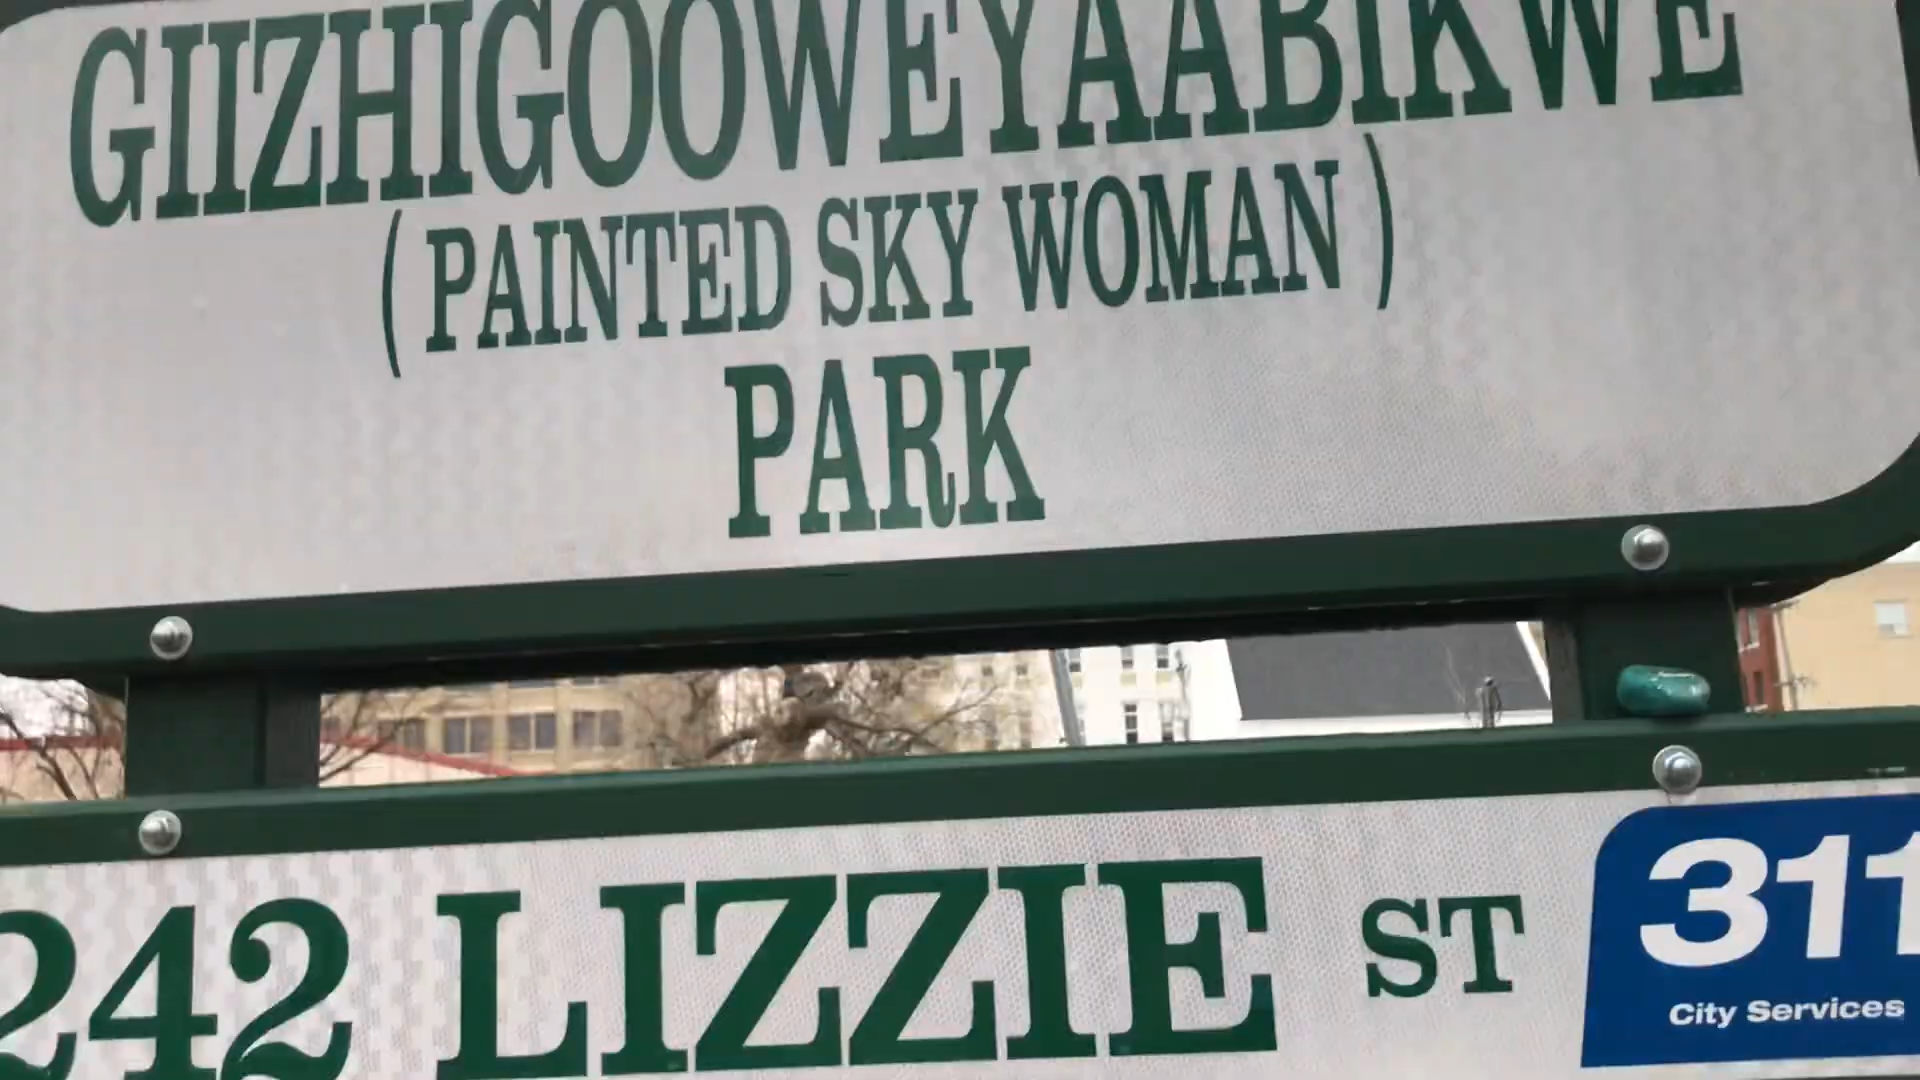 GIIZHIGOOWEYAABIKWE
( PAINTED SKY WOMAN )
PARK
242 LIZZIE ST
311
City Services